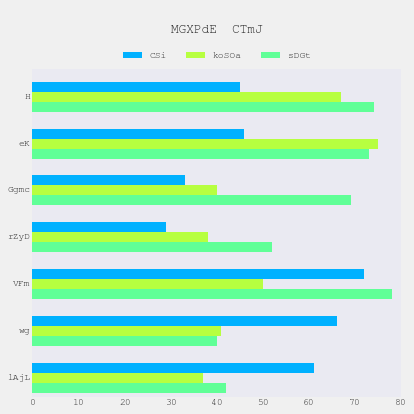 MGXPdE CTmJ
CSi koSOa sDGt
H
eK
Ggmc
rZyD
VFm
wg
lAjL
0 10 20 30 40 50 60 70 80